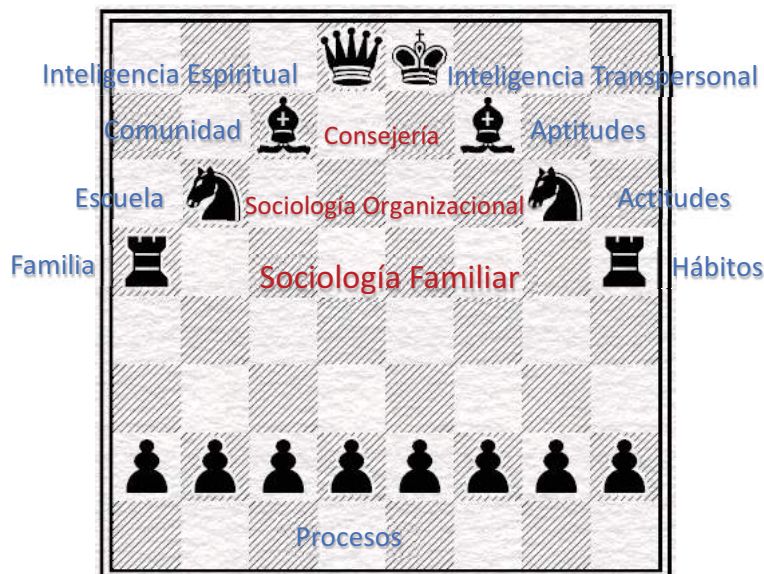 Inteligencia Espiritual
Inteligencia Transpersonal
Comunidad
Consejería
Aptitudes
Escuela
Sociología Organizacional
Actitudes
Familia
Sociología Familiar
Hábitos
Procesos